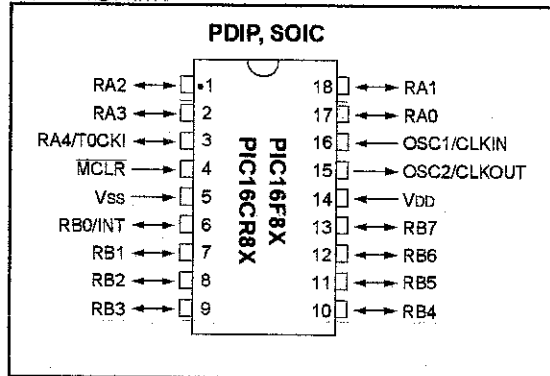 PDIP, SOIC
RA2 •1 18 RA1
RA3 2 17 RA0
RA4/T0CKI 3 16 OSC1/CLKIN
MCLR 4 15 OSC2/CLKOUT
Vss 5 14 VDD
RB0/INT 6 13 RB7
RB1 7 12 RB6
RB2 8 11 RB5
RB3 9 10 RB4
PIC16F8X
PIC16CR8X